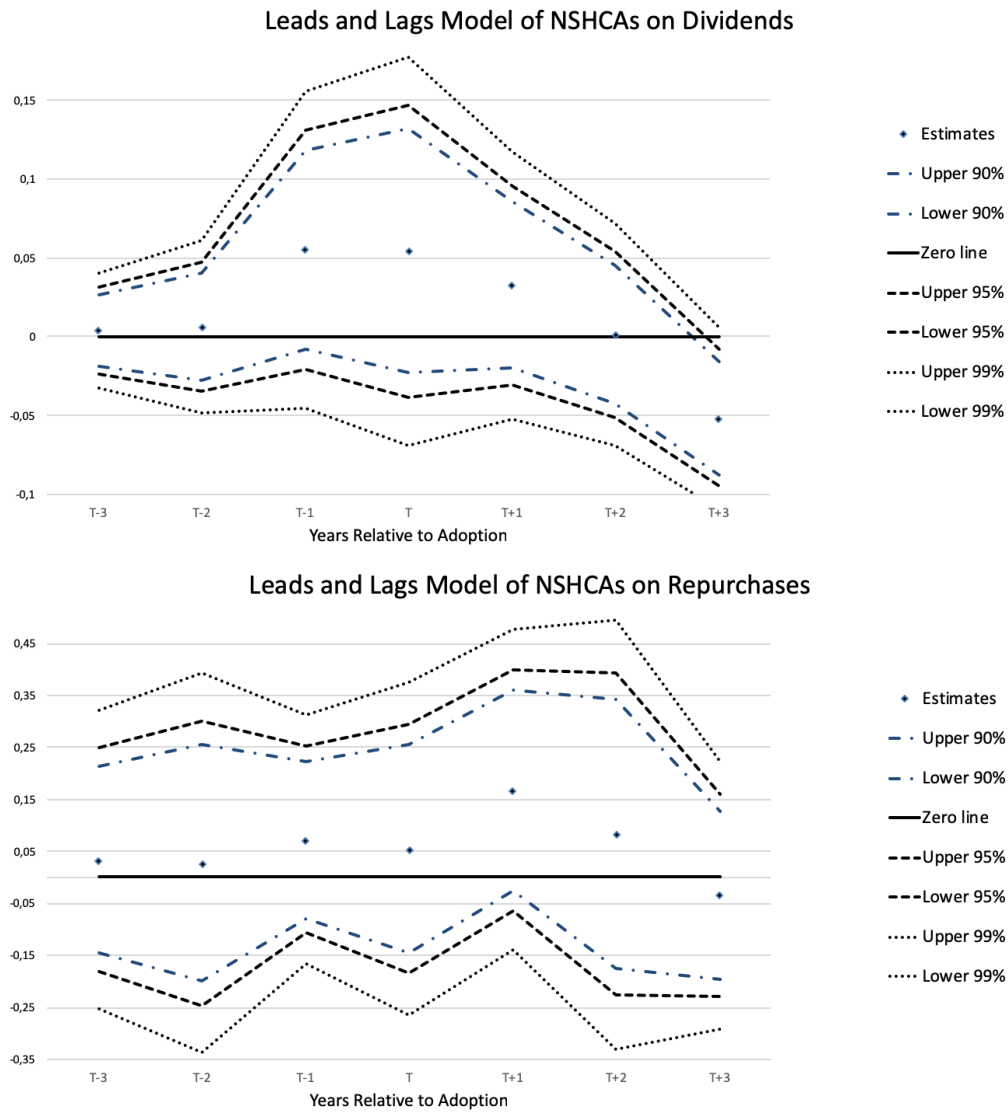 Leads and Lags Model of NSHCAs on Dividends
0,15
0,1
0,05
0
-0,05
-0,1
T-3 T-2 T-1 T T+1 T+2 T+3
Years Relative to Adoption
Estimates
Upper 90%
Lower 90%
Zero line
Upper 95%
Lower 95%
Upper 99%
Lower 99%
Leads and Lags Model of NSHCAs on Repurchases
0,45
0,35
0,25
0,15
0,05
-0,05
-0,15
-0,25
-0,35
T-3 T-2 T-1 T T+1 T+2 T+3
Years Relative to Adoption
Estimates
Upper 90%
Lower 90%
Zero line
Upper 95%
Lower 95%
Upper 99%
Lower 99%